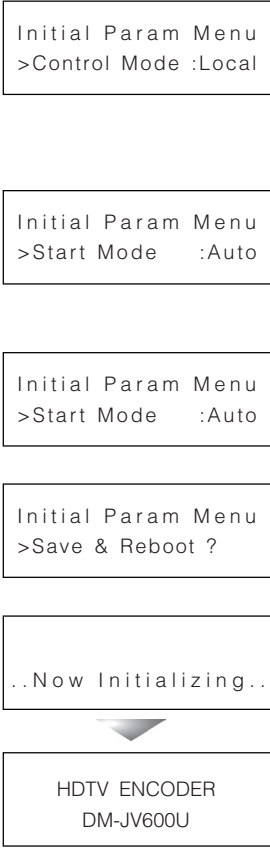 Initial Param Menu
>Control Mode :Local
Initial Param Menu
>Start Mode :Auto
Initial Param Menu
>Start Mode :Auto
Initial Param Menu
>Save & Reboot ?
..Now Initializing..
HDTV ENCODER
DM-JV600U